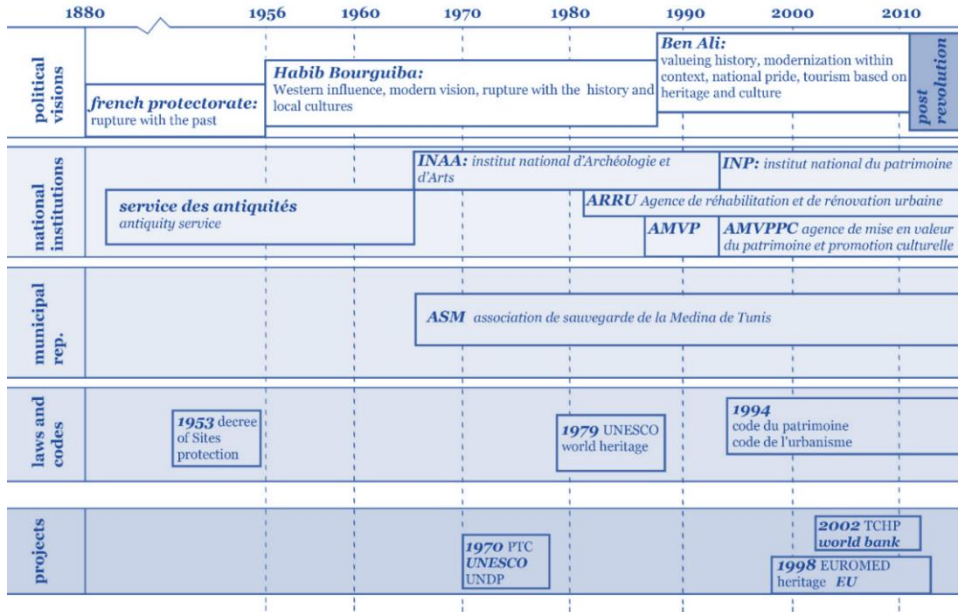 1880 1956 1960 1970 1980 1990 2000 2010
political
visions
french protectorate:
rupture with the past
Habib Bourguiba:
Western influence, modern vision, rupture with the history and
local cultures
Ben Ali:
valueing history, modernization within
context, national pride, tourism based on
heritage and culture
post
revolution
national
institutions
service des antiquités
antiquity service
INAA: institut national d'Archéologie et
d'Arts
INP: institut national du patrimoine
ARRU Agence de réhabilitation et de rénovation urbaine
AMVP
AMVPPC agence de mise en valeur
du patrimoine et promotion culturelle
municipal
rep.
ASM association de sauvegarde de la Medina de Tunis
laws and
codes
1953 decree
of Sites
protection
1979 UNESCO
world heritage
1994
code du patrimoine
code de l'urbanisme
projects
1970 PTC
UNESCO
UNDP
2002 TCHP
world bank
1998 EUROMED
heritage EU